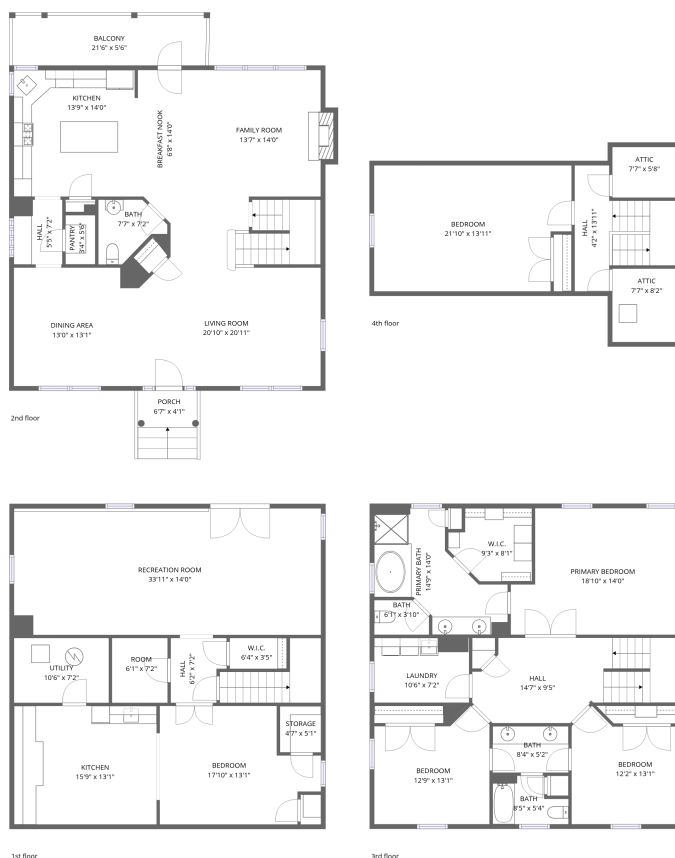 BALCONY
21'6" x 5'6"
KITCHEN
13'9" x 14'0"
BREAKFAST NOOK
6'8" x 14'0"
FAMILY ROOM
13'7" x 14'0"
HALL
5'5" x 7'2"
PANTRY
3'4" x 5'6"
BATH
7'7" x 7'2"
DINING AREA
13'0" x 13'1"
LIVING ROOM
20'10" x 20'11"
PORCH
6'7" x 4'1"
2nd floor
BEDROOM
21'10" x 13'11"
HALL
4'2" x 13'11"
ATTIC
7'7" x 5'8"
ATTIC
7'7" x 8'2"
4th floor
RECREATION ROOM
33'11" x 14'0"
UTILITY
10'6" x 7'2"
ROOM
6'1" x 7'2"
HALL
6'2" x 7'2"
W.I.C.
6'4" x 3'5"
KITCHEN
15'9" x 13'1"
BEDROOM
17'10" x 13'1"
STORAGE
4'7" x 5'1"
1st floor
PRIMARY BATH
14'9" x 14'0"
W.I.C.
9'3" x 8'1"
PRIMARY BEDROOM
18'10" x 14'0"
BATH
6'1" x 3'10"
LAUNDRY
10'6" x 7'2"
HALL
14'7" x 9'5"
BEDROOM
12'9" x 13'1"
BATH
8'4" x 5'2"
BATH
8'5" x 5'4"
BEDROOM
12'2" x 13'1"
3rd floor